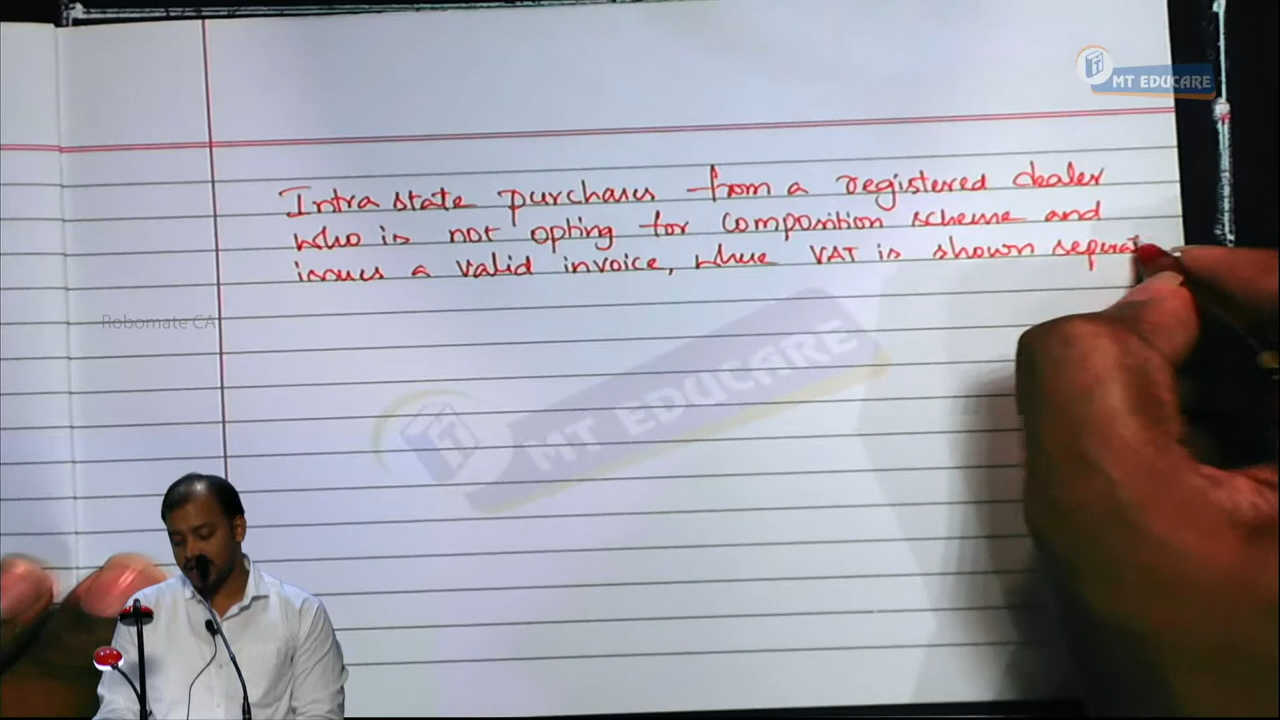 MT EDUCARE
Intra state purchases from a registered dealer
who is not opting for composition scheme and
issues a valid invoice, where VAT is shown seperat
Robomate CA
MT EDUCARE